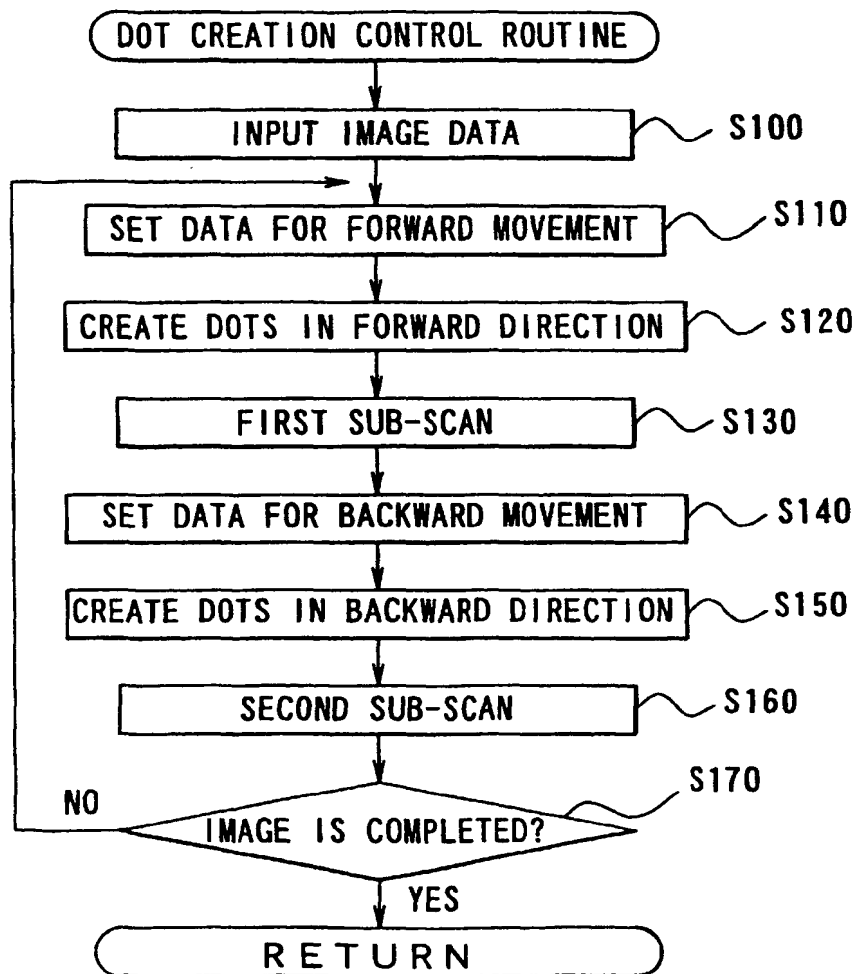 DOT CREATION CONTROL ROUTINE
INPUT IMAGE DATA
S100
SET DATA FOR FORWARD MOVEMENT
S110
CREATE DOTS IN FORWARD DIRECTION
S120
FIRST SUB-SCAN
S130
SET DATA FOR BACKWARD MOVEMENT
S140
CREATE DOTS IN BACKWARD DIRECTION
S150
SECOND SUB-SCAN
S160
S170
NO
IMAGE IS COMPLETED?
YES
RETURN